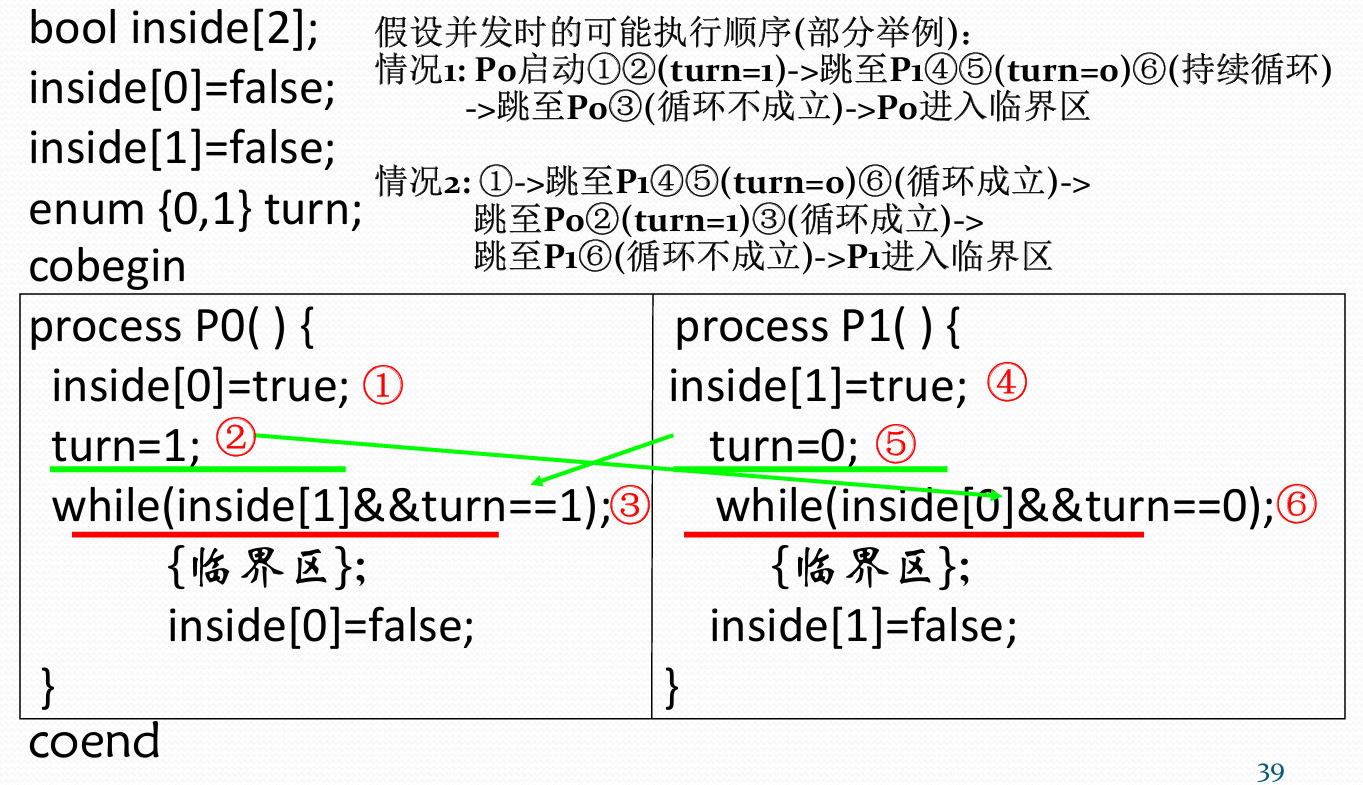 bool inside[2];
inside[0]=false;
inside[1]=false;
enum {0,1} turn;
cobegin
假设并发时的可能执行顺序(部分举例):
情况1: P0启动①②(turn=1)->跳至P1④⑤(turn=0)⑥(持续循环)
->跳至P0③(循环不成立)->P0进入临界区
情况2: ①->跳至P1④⑤(turn=0)⑥(循环成立)->
跳至P0②(turn=1)③(循环成立)->
跳至P1⑥(循环不成立)->P1进入临界区
process P0( ) {
inside[0]=true; ①
turn=1; ②
while(inside[1]&&turn==1);③
{临界区};
inside[0]=false;
}
process P1( ) {
inside[1]=true; ④
turn=0; ⑤
while(inside[0]&&turn==0);⑥
{临界区};
inside[1]=false;
}
coend
39